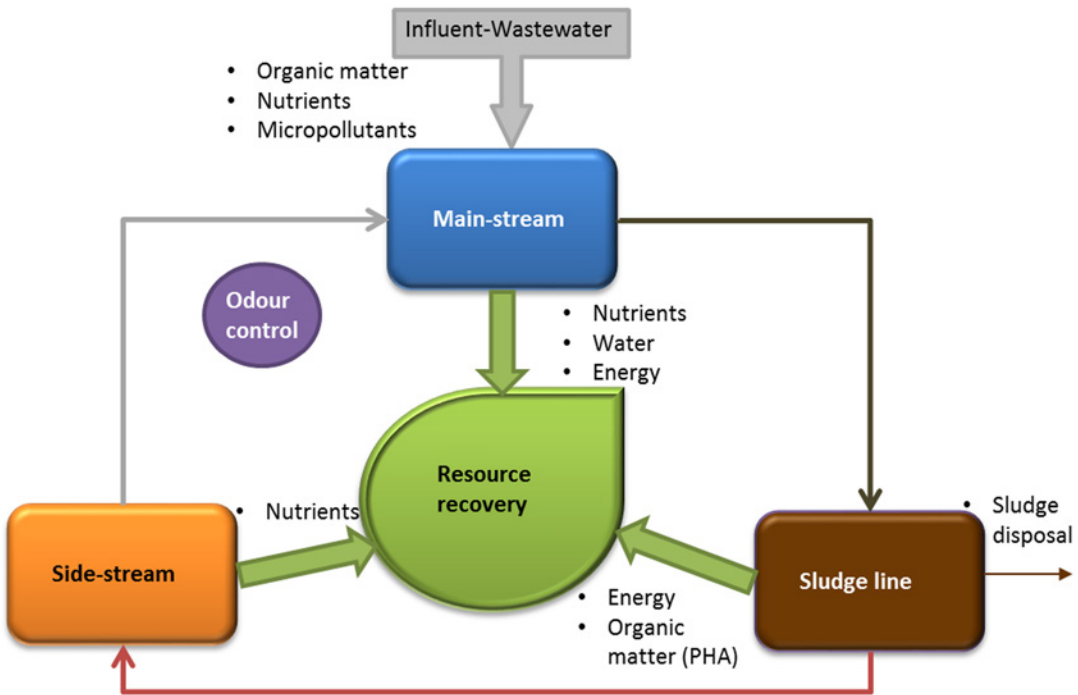 Influent-Wastewater
• Organic matter
• Nutrients
• Micropollutants
Main-stream
Odour
control
• Nutrients
• Water
• Energy
Resource
recovery
• Nutrients
Side-stream
• Sludge
disposal
Sludge line
• Energy
• Organic
matter (PHA)